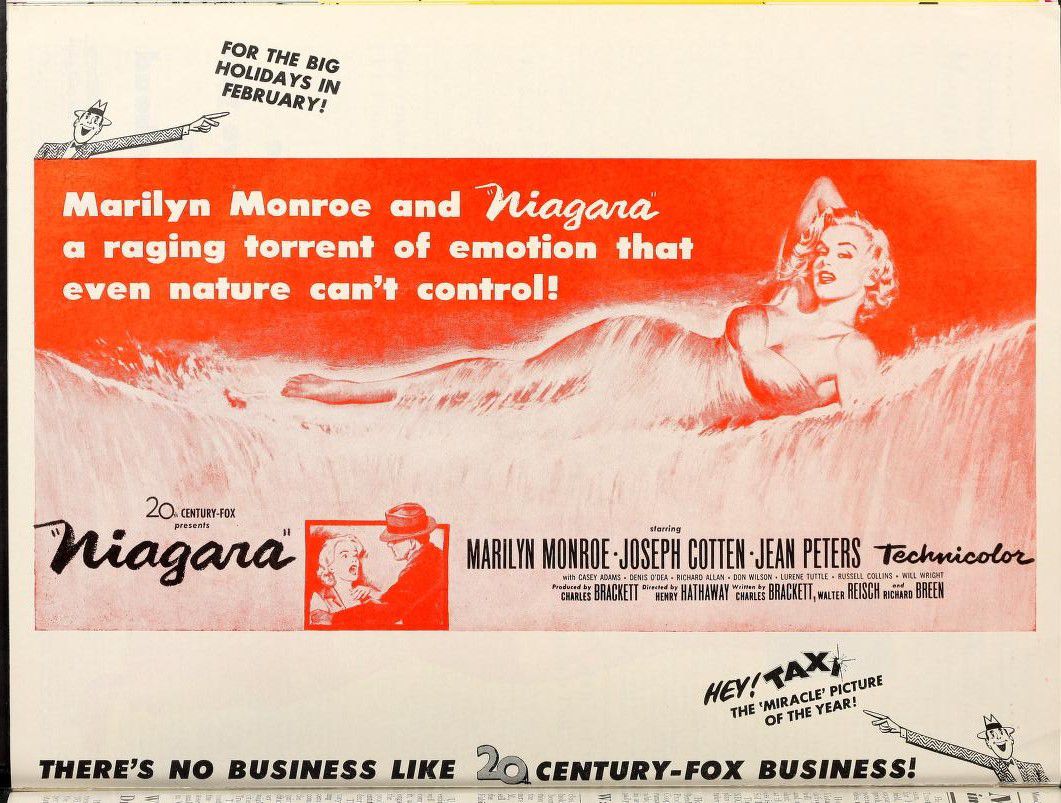 FOR THE BIG
HOLIDAYS IN
FEBRUARY!
Marilyn Monroe and "Niagara"
a raging torrent of emotion that
even nature can't control!
20th CENTURY-FOX
presents
"Niagara"
starring
MARILYN MONROE · JOSEPH COTTEN · JEAN PETERS Technicolor
with CASEY ADAMS · DENIS O'DEA · RICHARD ALLAN · DON WILSON · LURENE TUTTLE · RUSSELL COLLINS · WILL WRIGHT
Produced by CHARLES BRACKETT Directed by HENRY HATHAWAY Written by CHARLES BRACKETT, WALTER REISCH and RICHARD BREEN
HEY! TAXI
THE 'MIRACLE' PICTURE
OF THE YEAR!
THERE'S NO BUSINESS LIKE 20th CENTURY-FOX BUSINESS!